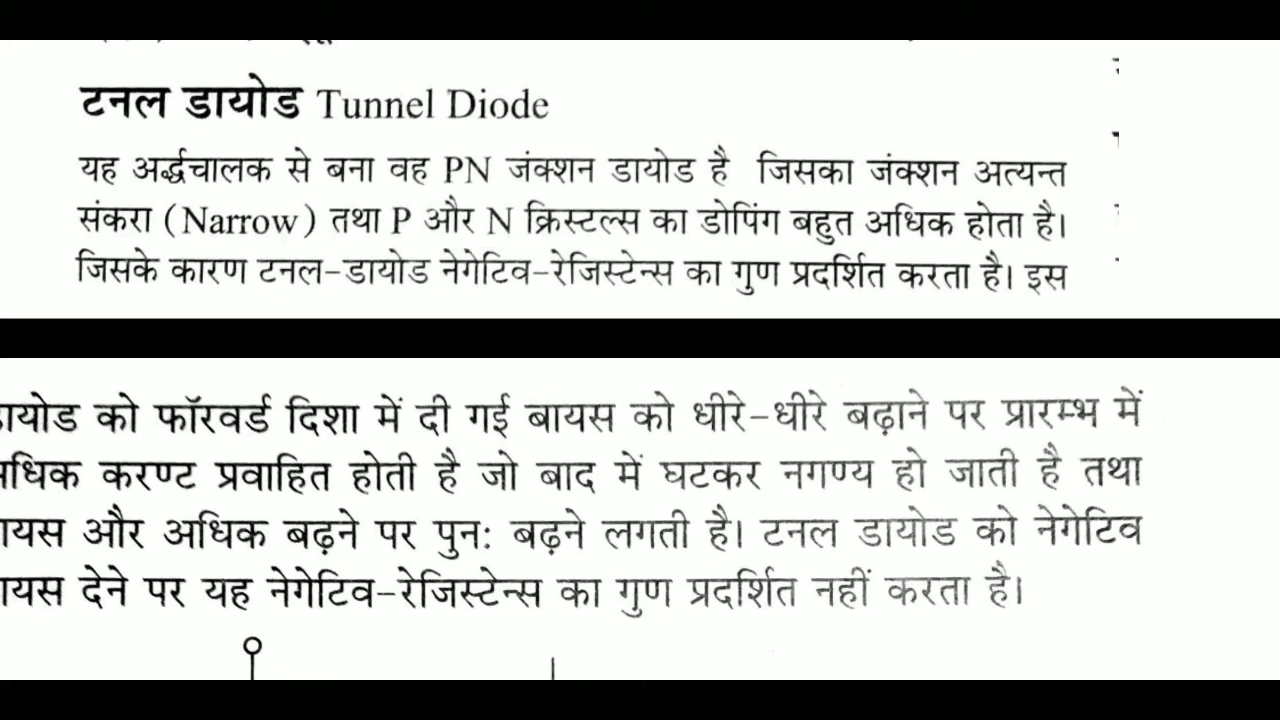 टनल डायोड Tunnel Diode
यह अर्द्धचालक से बना वह PN जंक्शन डायोड है जिसका जंक्शन अत्यन्त
संकरा (Narrow) तथा P और N क्रिस्टल्स का डोपिंग बहुत अधिक होता है।
जिसके कारण टनल-डायोड नेगेटिव-रेजिस्टेन्स का गुण प्रदर्शित करता है। इस
ायोड को फॉरवर्ड दिशा में दी गई बायस को धीरे-धीरे बढ़ाने पर प्रारम्भ में
धिक करण्ट प्रवाहित होती है जो बाद में घटकर नगण्य हो जाती है तथा
ायस और अधिक बढ़ने पर पुनः बढ़ने लगती है। टनल डायोड को नेगेटिव
ायस देने पर यह नेगेटिव-रेजिस्टेन्स का गुण प्रदर्शित नहीं करता है।